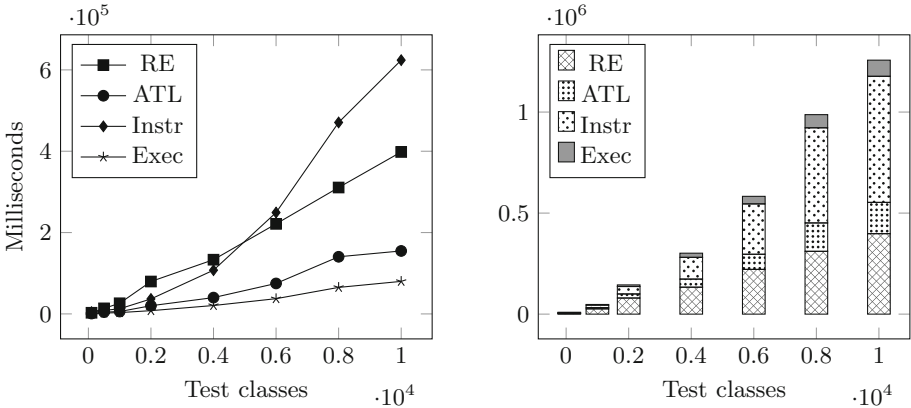 ·10^5
6
4
2
0
Milliseconds
RE
ATL
Instr
Exec
0 0.2 0.4 0.6 0.8 1
Test classes
·10^4
·10^6
1
0.5
0
RE
ATL
Instr
Exec
0 0.2 0.4 0.6 0.8 1
Test classes
·10^4